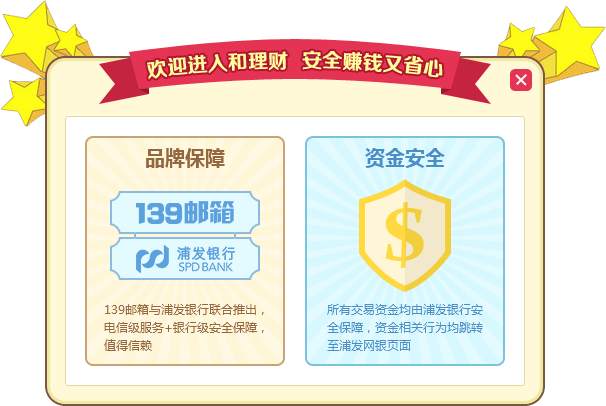 欢迎进入和理财 安全赚钱又省心
品牌保障
139邮箱
浦发银行
SPD BANK
139邮箱与浦发银行联合推出，
电信级服务+银行级安全保障，
值得信赖
资金安全
$
所有交易资金均由浦发银行安
全保障，资金相关行为均跳转
至浦发网银页面